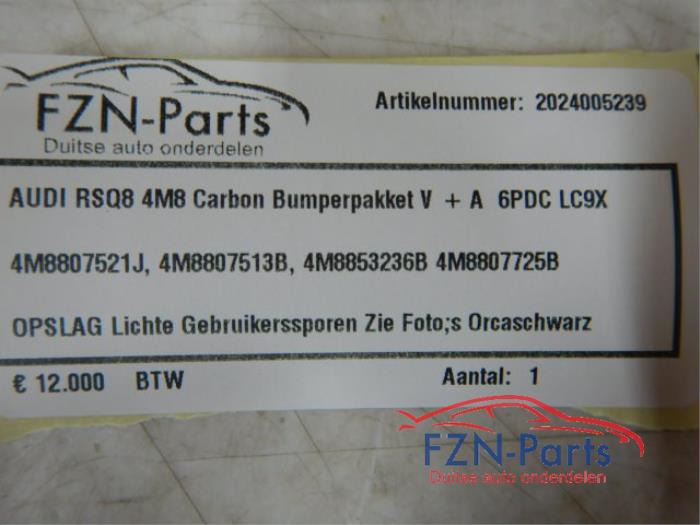 FZN-Parts
Duitse auto onderdelen
Artikelnummer: 2024005239
AUDI RSQ8 4M8 Carbon Bumperpakket V + A 6PDC LC9X
4M8807521J, 4M8807513B, 4M8853236B 4M8807725B
OPSLAG Lichte Gebruikerssporen Zie Foto;s Orcaschwarz
€ 12.000 BTW
Aantal: 1
FZN-Parts
Duitse auto onderdelen